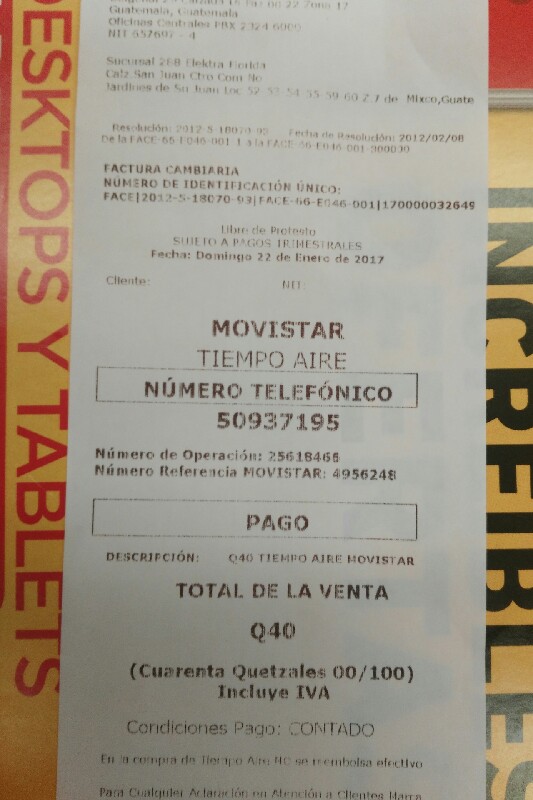 Guatemala, Guatemala
Oficinas Centrales PBX 2324 6000
NIT 657697 - 4
Sucursal 268 Elektra Florida
Calz.San Juan Ctro Com No
Jardines de Sn Juan Loc 52-53-54-55-59-60 Z.7 de Mixco,Guate
Resolución: 2012-5-18070-93 Fecha de Resolución: 2012/02/08
De la FACE-66-E046-001-1 a la FACE-66-E046-001-300000
FACTURA CAMBIARIA
NÚMERO DE IDENTIFICACIÓN ÚNICO:
FACE|2012-5-18070-93|FACE-66-E046-001|170000032649
Libre de Protesto
SUJETO A PAGOS TRIMESTRALES
Fecha: Domingo 22 de Enero de 2017
Cliente: NIT:
MOVISTAR
TIEMPO AIRE
NÚMERO TELEFÓNICO
50937195
Número de Operación: 25618466
Número Referencia MOVISTAR: 4956248
PAGO
DESCRIPCIÓN: Q40 TIEMPO AIRE MOVISTAR
TOTAL DE LA VENTA
Q40
(Cuarenta Quetzales 00/100)
Incluye IVA
Condiciones Pago: CONTADO
En la compra de Tiempo Aire NO se reembolsa efectivo
Para Cualquier Aclaración en Atención a Clientes Marca
DESKTOPS Y TABLETS
INCREIBLES